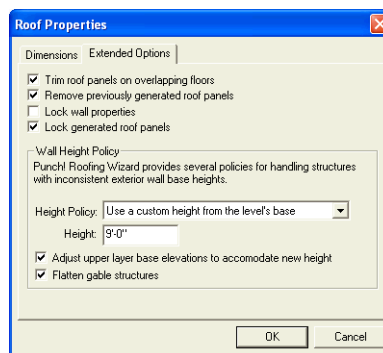 Roof Properties
Dimensions
Extended Options
Trim roof panels on overlapping floors
Remove previously generated roof panels
Lock wall properties
Lock generated roof panels
Wall Height Policy
Punch! Roofing Wizard provides several policies for handling structures
with inconsistent exterior wall base heights.
Height Policy: Use a custom height from the level's base
Height: 9'-0"
Adjust upper layer base elevations to accomodate new height
Flatten gable structures
OK
Cancel